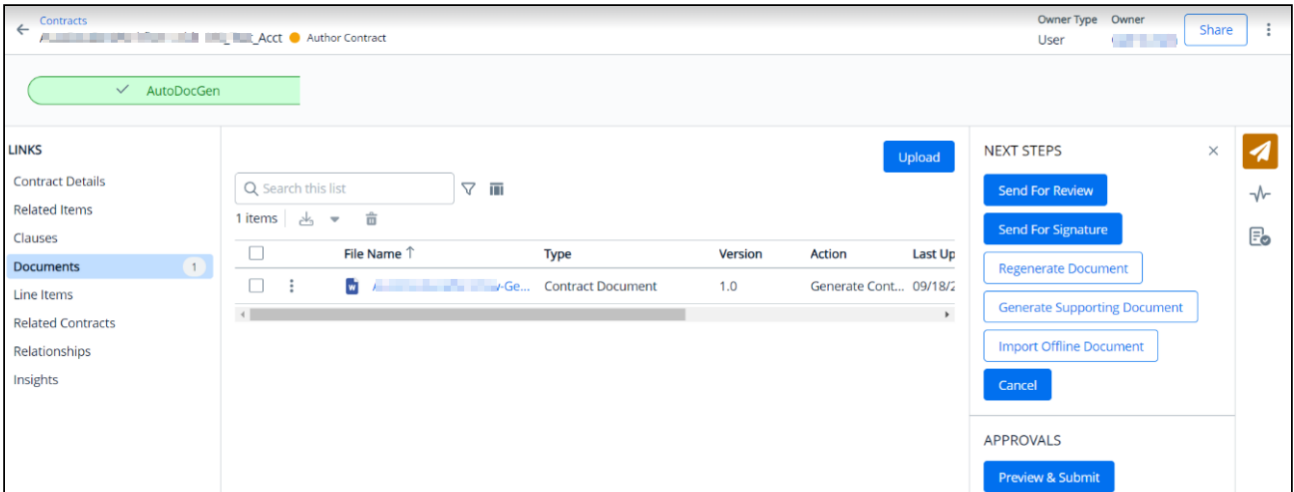 Contracts
Acct Author Contract
Owner Type Owner
User
Share
AutoDocGen
LINKS
Contract Details
Related Items
Clauses
Documents 1
Line Items
Related Contracts
Relationships
Insights
Upload
Search this list
1 items
File Name ↑ Type Version Action Last Up
-Ge... Contract Document 1.0 Generate Cont... 09/18/2
NEXT STEPS
Send For Review
Send For Signature
Regenerate Document
Generate Supporting Document
Import Offline Document
Cancel
APPROVALS
Preview & Submit